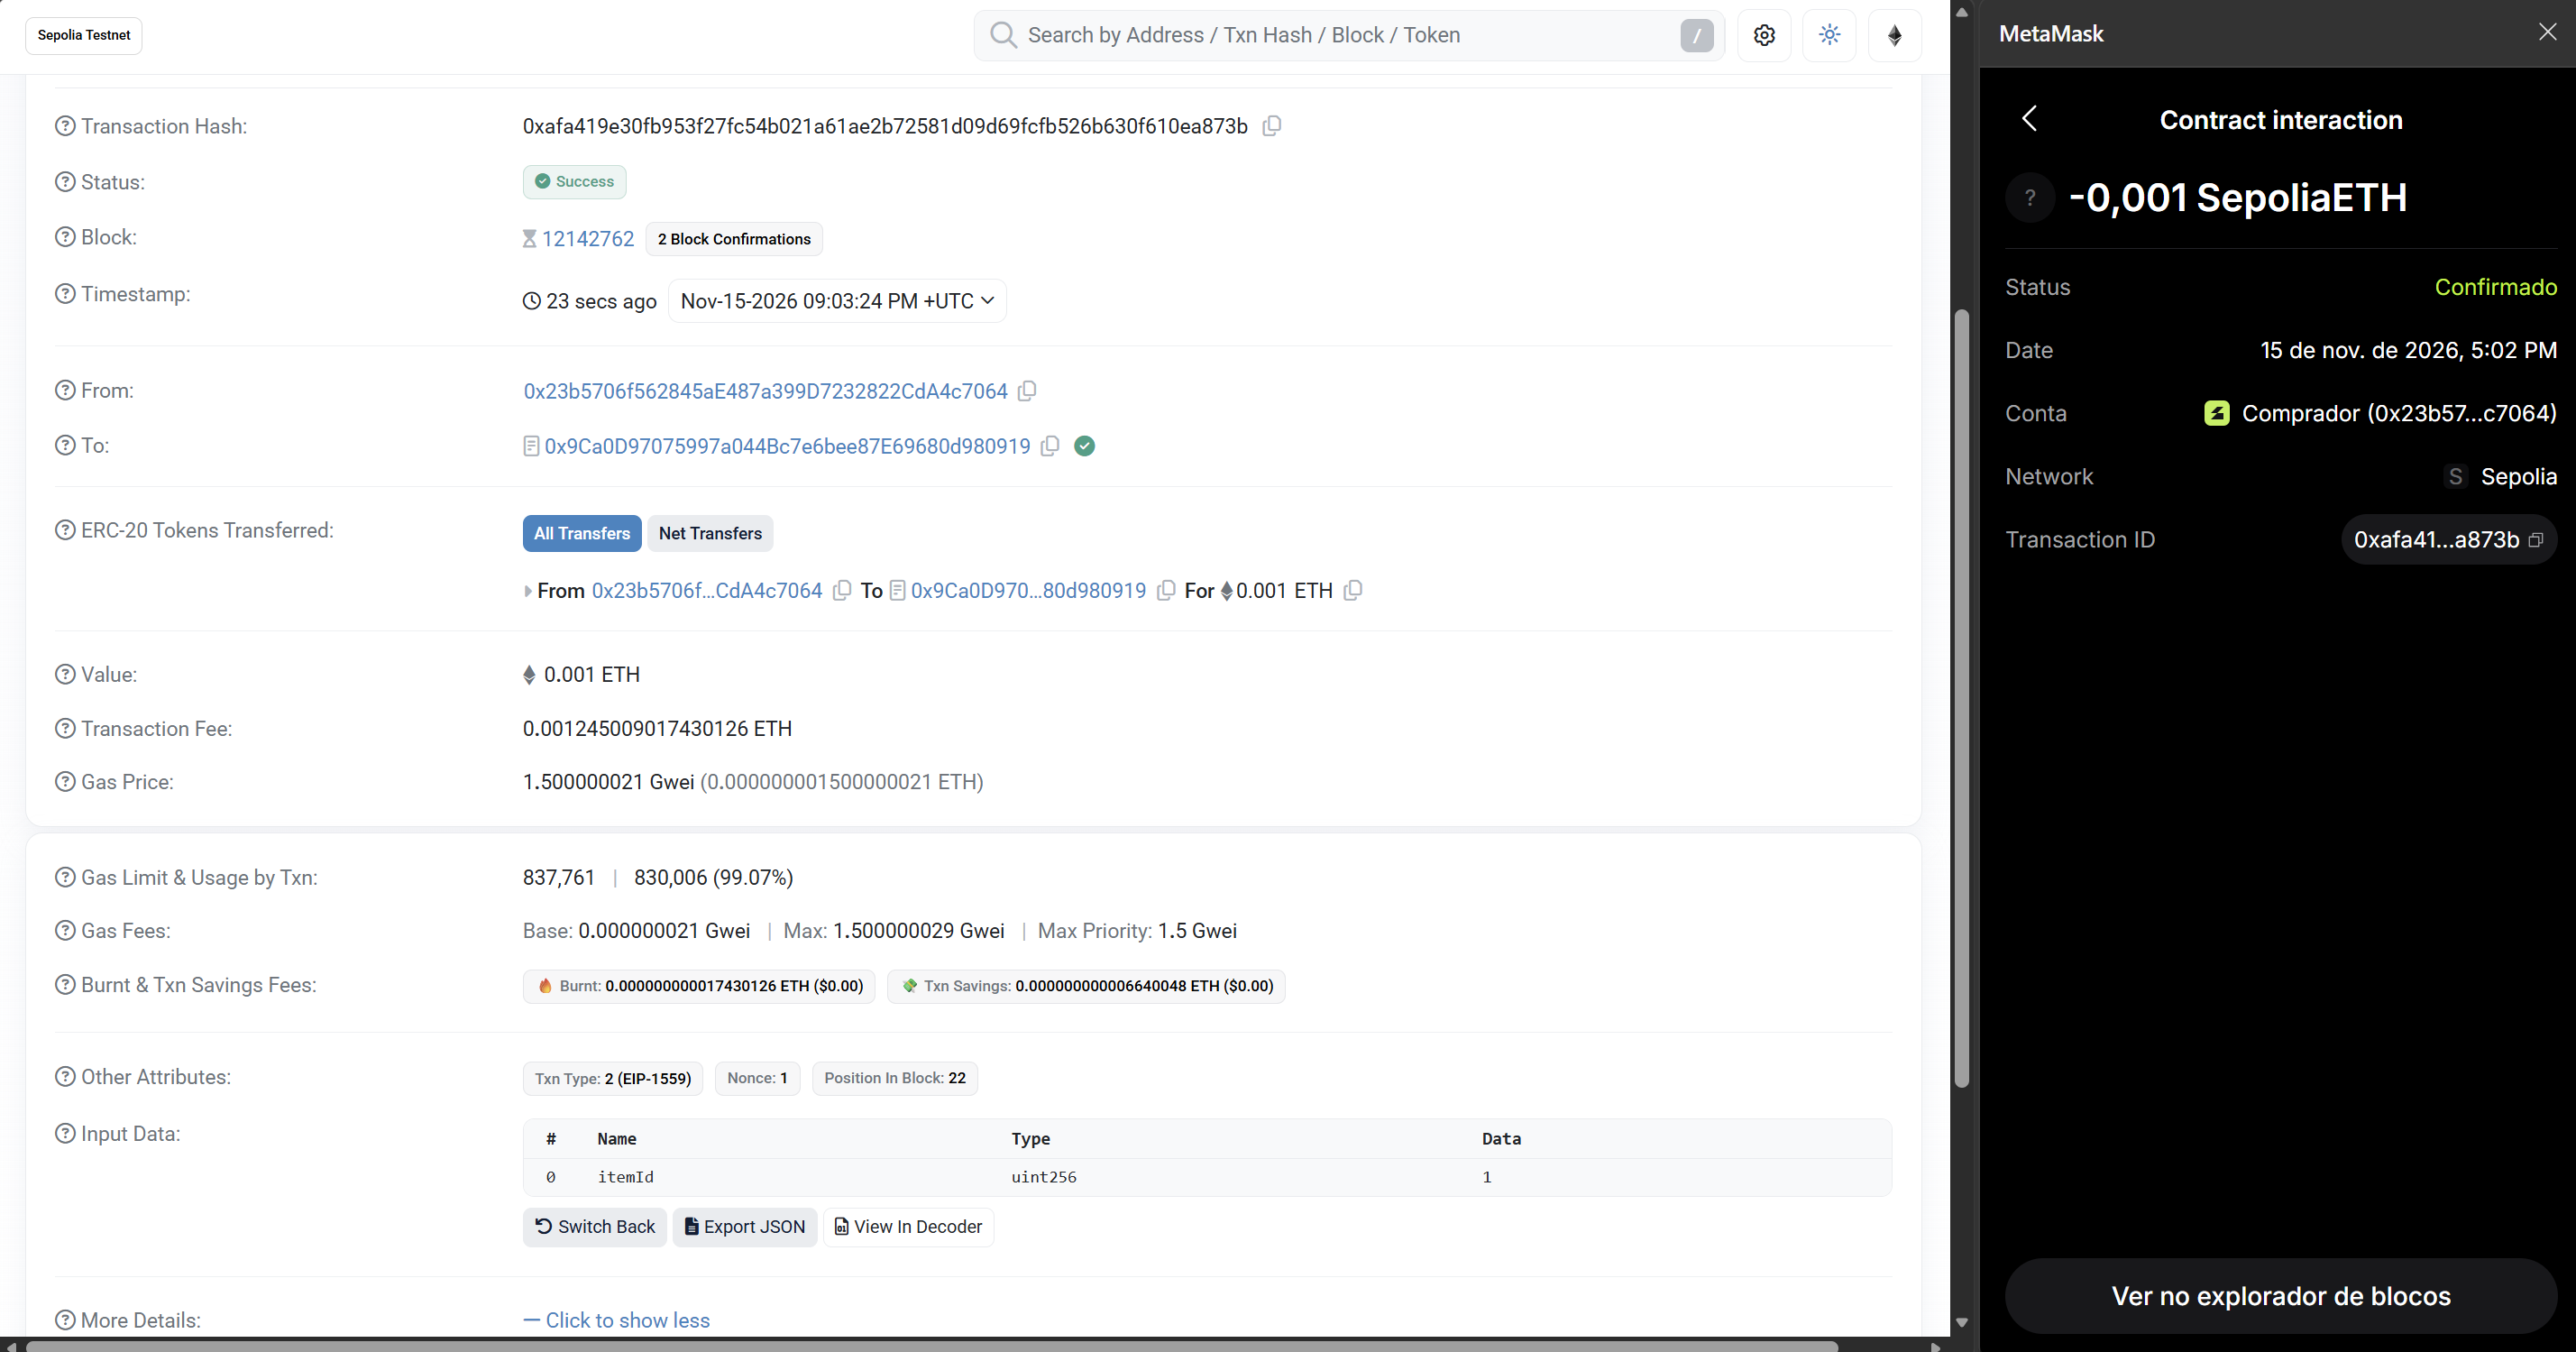 Sepolia Testnet
Search by Address / Txn Hash / Block / Token
/
Transaction Hash: 0xafa419e30fb953f27fc54b021a61ae2b72581d09d69fcfb526b630f610ea873b
Status: Success
Block: 12142762 2 Block Confirmations
Timestamp: 23 secs ago Nov-15-2026 09:03:24 PM +UTC
From: 0x23b5706f562845aE487a399D7232822CdA4c7064
To: 0x9Ca0D97075997a044Bc7e6bee87E69680d980919
ERC-20 Tokens Transferred: All Transfers Net Transfers
From 0x23b5706f...CdA4c7064 To 0x9Ca0D970...80d980919 For 0.001 ETH
Value: 0.001 ETH
Transaction Fee: 0.001245009017430126 ETH
Gas Price: 1.500000021 Gwei (0.000000001500000021 ETH)
Gas Limit & Usage by Txn: 837,761 | 830,006 (99.07%)
Gas Fees: Base: 0.000000021 Gwei | Max: 1.500000029 Gwei | Max Priority: 1.5 Gwei
Burnt & Txn Savings Fees: Burnt: 0.000000000017430126 ETH ($0.00) Txn Savings: 0.000000000006640048 ETH ($0.00)
Other Attributes: Txn Type: 2 (EIP-1559) Nonce: 1 Position In Block: 22
Input Data:
# Name Type Data
0 itemId uint256 1
Switch Back Export JSON View In Decoder
More Details: — Click to show less
MetaMask
Contract interaction
? -0,001 SepoliaETH
Status Confirmado
Date 15 de nov. de 2026, 5:02 PM
Conta Comprador (0x23b57...c7064)
Network S Sepolia
Transaction ID 0xafa41...a873b
Ver no explorador de blocos